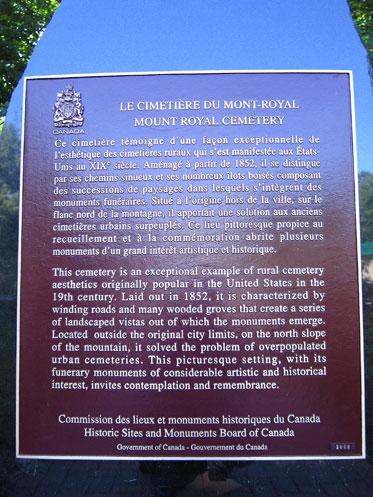 CANADA
LE CIMETIÈRE DU MONT-ROYAL
MOUNT ROYAL CEMETERY
Ce cimetière témoigne d'une façon exceptionnelle de
l'esthétique des cimetières ruraux qui s'est manifestée aux États-
Unis au XIXe siècle. Aménagé à partir de 1852, il se distingue
par ses chemins sinueux et ses nombreux îlots boisés composant
des successions de paysages dans lesquels s'intègrent des
monuments funéraires. Situé à l'origine hors de la ville, sur le
flanc nord de la montagne, il apportait une solution aux anciens
cimetières urbains surpeuplés. Ce lieu pittoresque propice au
recueillement et à la commémoration abrite plusieurs
monuments d'un grand intérêt artistique et historique.
This cemetery is an exceptional example of rural cemetery
aesthetics originally popular in the United States in the
19th century. Laid out in 1852, it is characterized by
winding roads and many wooded groves that create a series
of landscaped vistas out of which the monuments emerge.
Located outside the original city limits, on the north slope
of the mountain, it solved the problem of overpopulated
urban cemeteries. This picturesque setting, with its
funerary monuments of considerable artistic and historical
interest, invites contemplation and remembrance.
Commission des lieux et monuments historiques du Canada
Historic Sites and Monuments Board of Canada
Government of Canada - Gouvernement du Canada